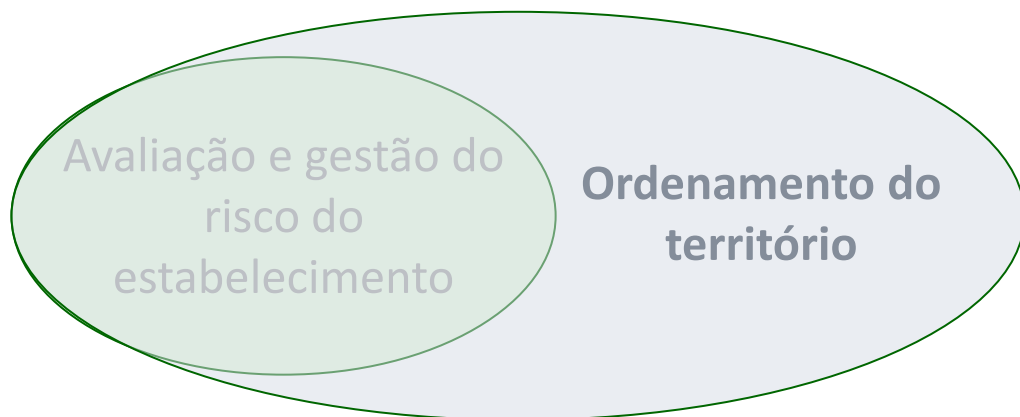 Avaliação e gestão do
risco do
estabelecimento
Ordenamento do
território